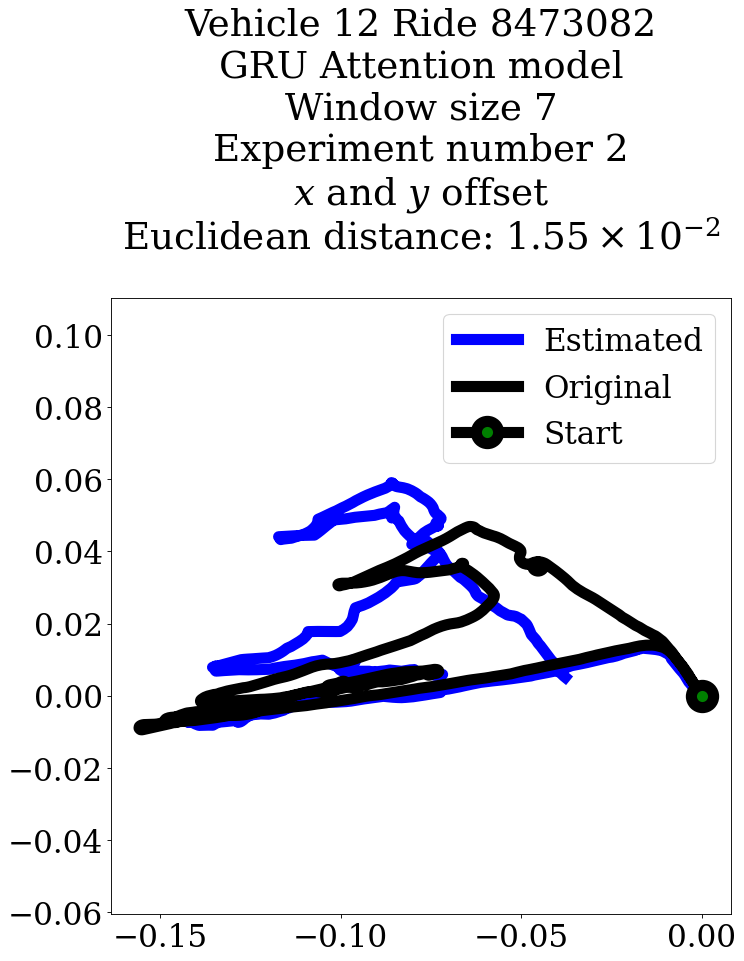 Vehicle 12 Ride 8473082
GRU Attention model
Window size 7
Experiment number 2
x and y offset
Euclidean distance: 1.55 × 10⁻²
Estimated
Original
Start
0.10
0.08
0.06
0.04
0.02
0.00
−0.02
−0.04
−0.06
−0.15 −0.10 −0.05 0.00